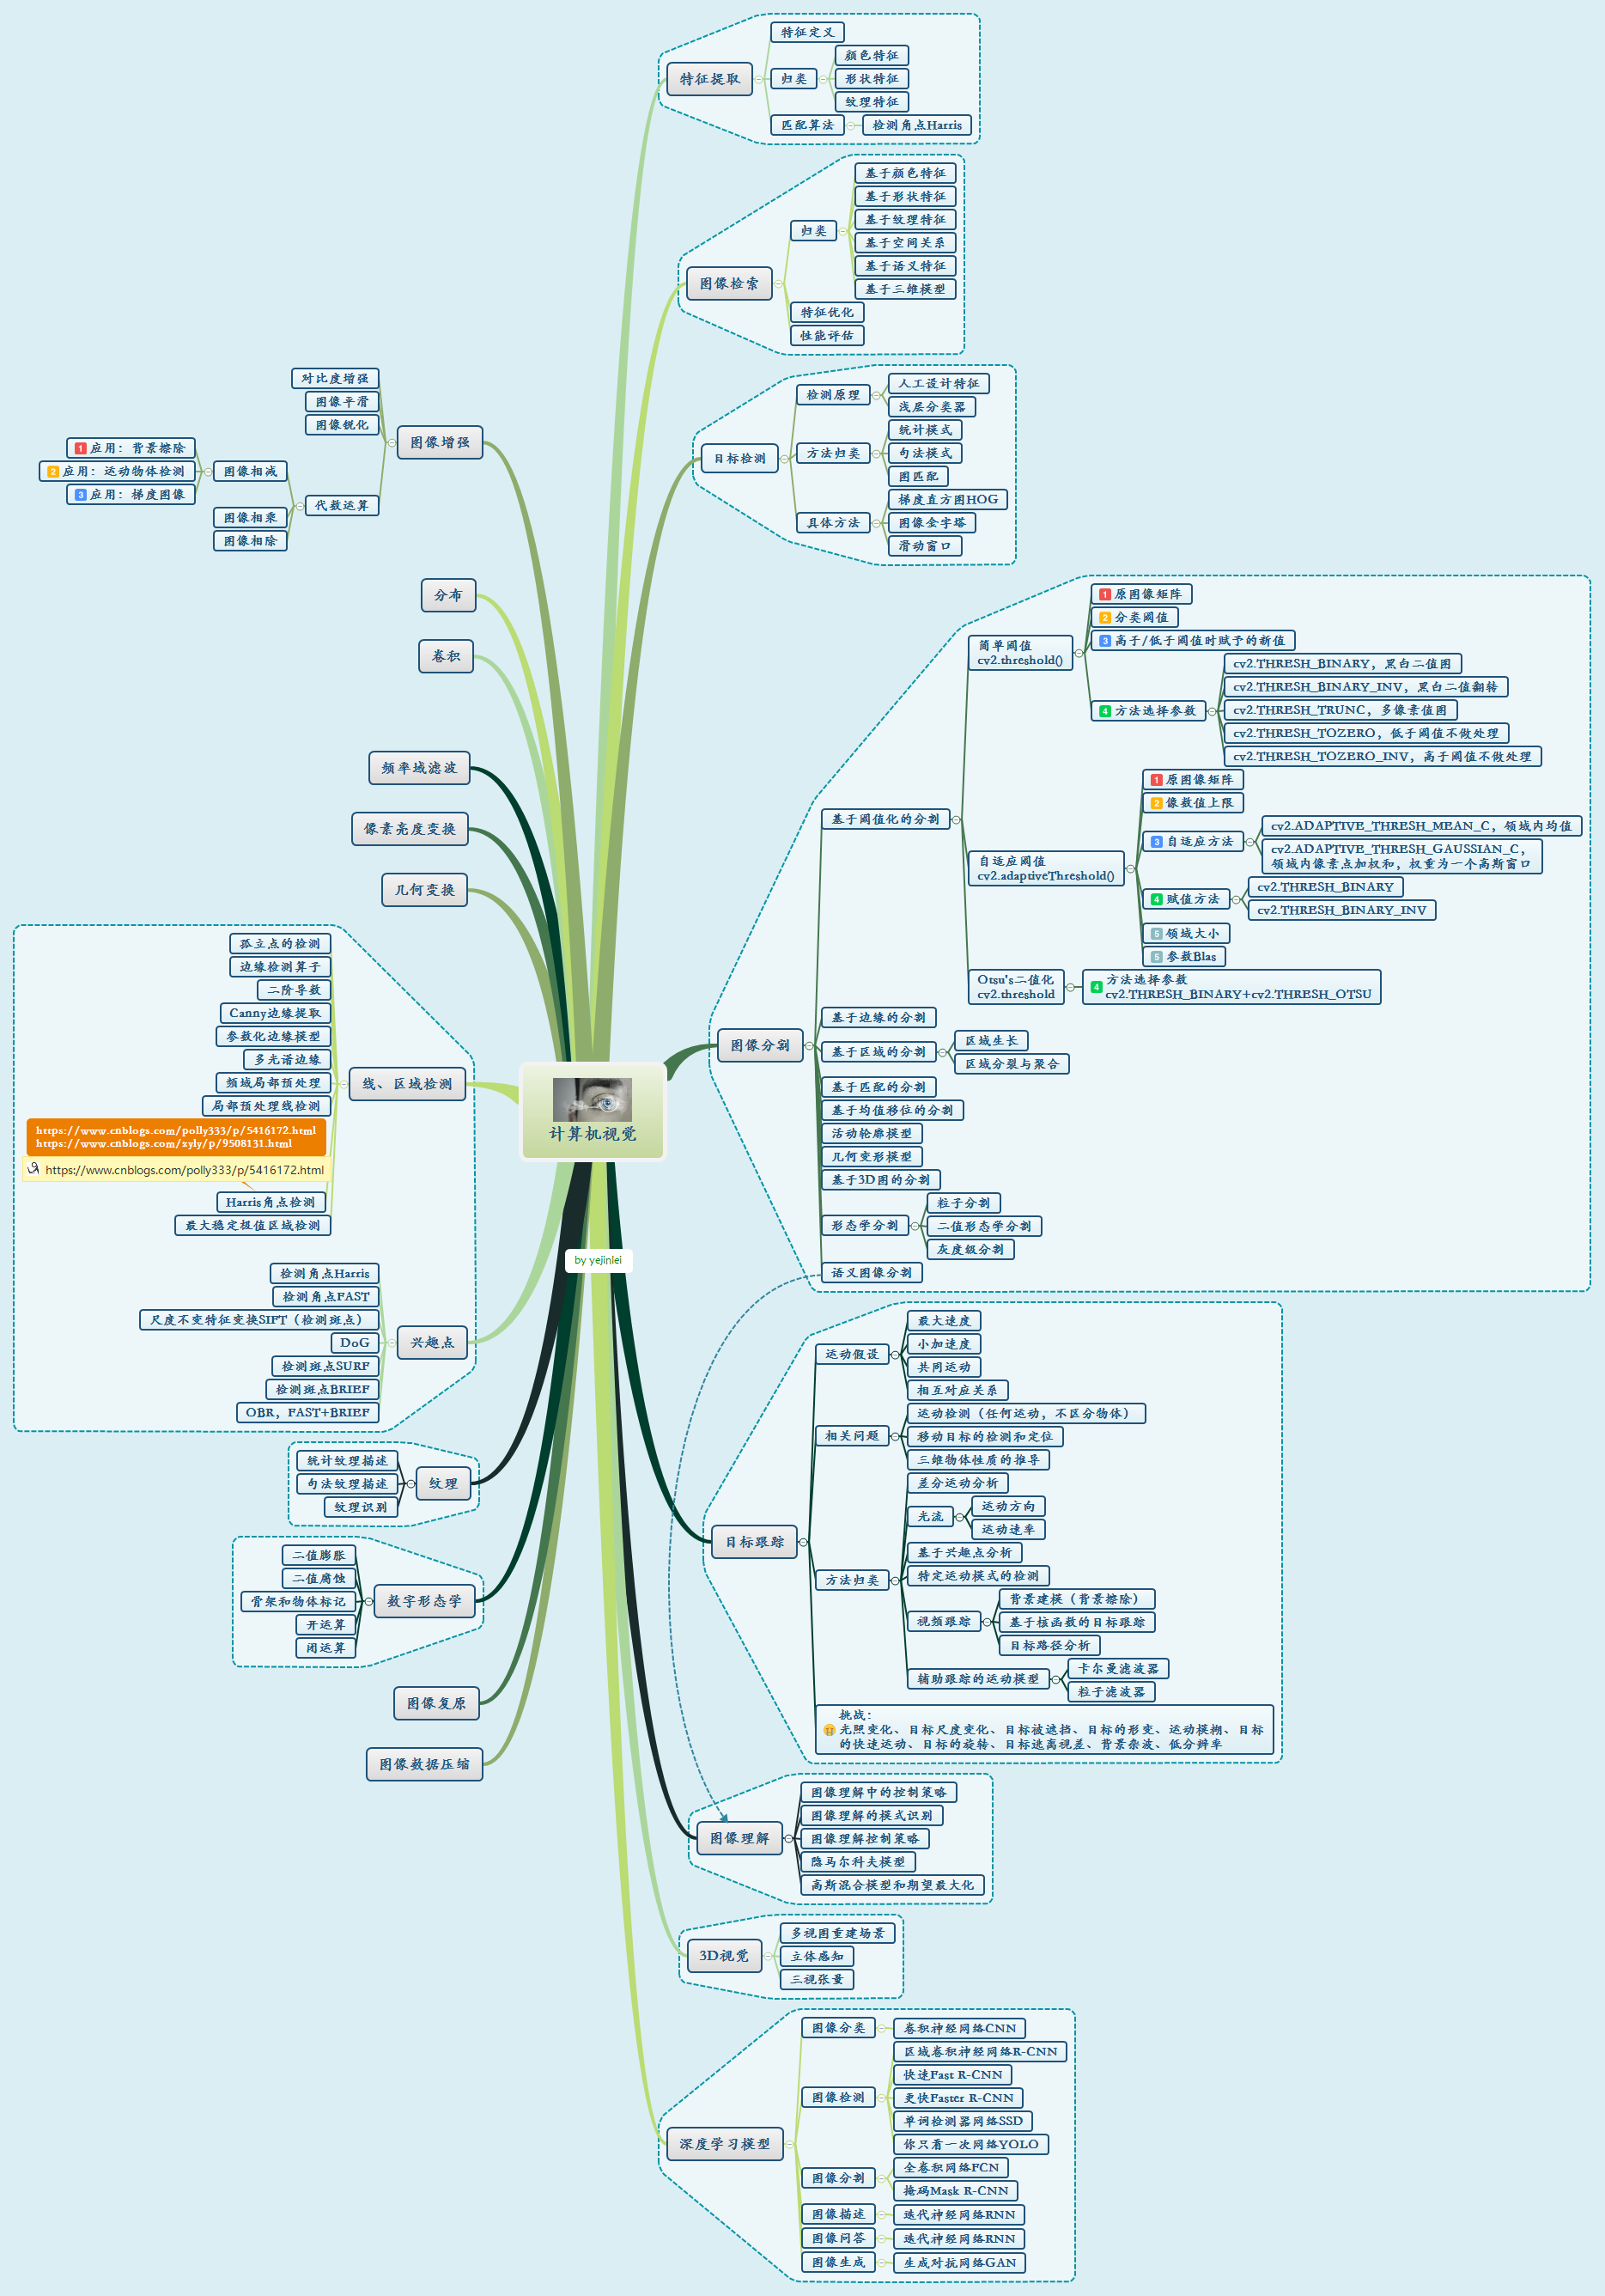 特征提取
特征定义
归类
颜色特征
形状特征
纹理特征
匹配算法
检测角点Harris
图像检索
归类
基于颜色特征
基于形状特征
基于纹理特征
基于空间关系
基于语义特征
基于三维模型
特征优化
性能评估
目标检测
检测原理
人工设计特征
浅层分类器
方法归类
统计模式
句法模式
图匹配
具体方法
梯度直方图HOG
图像金字塔
滑动窗口
图像分割
基于阈值化的分割
简单阈值
cv2.threshold()
1 原图像矩阵
2 分类阈值
3 高于/低于阈值时赋予的新值
4 方法选择参数
cv2.THRESH_BINARY，黑白二值图
cv2.THRESH_BINARY_INV，黑白二值翻转
cv2.THRESH_TRUNC，多像素值图
cv2.THRESH_TOZERO，低于阈值不做处理
cv2.THRESH_TOZERO_INV，高于阈值不做处理
自适应阈值
cv2.adaptiveThreshold()
1 原图像矩阵
2 像数值上限
3 自适应方法
cv2.ADAPTIVE_THRESH_MEAN_C，领域内均值
cv2.ADAPTIVE_THRESH_GAUSSIAN_C，
领域内像素点加权和，权重为一个高斯窗口
4 赋值方法
cv2.THRESH_BINARY
cv2.THRESH_BINARY_INV
5 领域大小
5 参数Blas
Otsu's二值化
cv2.threshold
4 方法选择参数
cv2.THRESH_BINARY+cv2.THRESH_OTSU
基于边缘的分割
基于区域的分割
区域生长
区域分裂与聚合
基于匹配的分割
基于均值移位的分割
活动轮廓模型
几何变形模型
基于3D图的分割
形态学分割
粒子分割
二值形态学分割
灰度级分割
语义图像分割
目标跟踪
运动假设
最大速度
小加速度
共同运动
相互对应关系
相关问题
运动检测（任何运动，不区分物体）
移动目标的检测和定位
三维物体性质的推导
方法归类
差分运动分析
光流
运动方向
运动速率
基于兴趣点分析
特定运动模式的检测
视频跟踪
背景建模（背景擦除）
基于核函数的目标跟踪
目标路径分析
辅助跟踪的运动模型
卡尔曼滤波器
粒子滤波器
挑战：
光照变化、目标尺度变化、目标被遮挡、目标的形变、运动模糊、目标
的快速运动、目标的旋转、目标逃离视差、背景杂波、低分辨率
图像理解
图像理解中的控制策略
图像理解的模式识别
图像理解控制策略
隐马尔科夫模型
高斯混合模型和期望最大化
3D视觉
多视图重建场景
立体感知
三视张量
深度学习模型
图像分类
卷积神经网络CNN
图像检测
区域卷积神经网络R-CNN
快速Fast R-CNN
更快Faster R-CNN
单词检测器网络SSD
你只看一次网络YOLO
图像分割
全卷积网络FCN
掩码Mask R-CNN
图像描述
迭代神经网络RNN
图像问答
迭代神经网络RNN
图像生成
生成对抗网络GAN
计算机视觉
by yejinlei
图像增强
对比度增强
图像平滑
图像锐化
代数运算
图像相减
1 应用：背景擦除
2 应用：运动物体检测
3 应用：梯度图像
图像相乘
图像相除
分布
卷积
频率域滤波
像素亮度变换
几何变换
线、区域检测
孤立点的检测
边缘检测算子
二阶导数
Canny边缘提取
参数化边缘模型
多光谱边缘
频域局部预处理
局部预处理线检测
https://www.cnblogs.com/polly333/p/5416172.html
https://www.cnblogs.com/zyly/p/9508131.html
https://www.cnblogs.com/polly333/p/5416172.html
Harris角点检测
最大稳定极值区域检测
兴趣点
检测角点Harris
检测角点FAST
尺度不变特征变换SIFT（检测斑点）
DoG
检测斑点SURF
检测斑点BRIEF
OBR，FAST+BRIEF
纹理
统计纹理描述
句法纹理描述
纹理识别
数字形态学
二值膨胀
二值腐蚀
骨架和物体标记
开运算
闭运算
图像复原
图像数据压缩